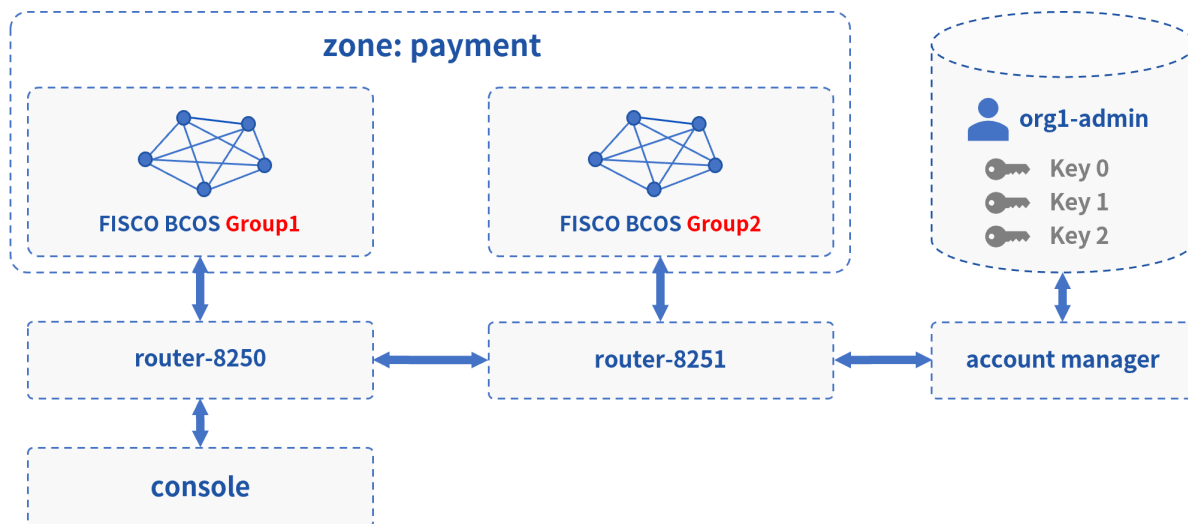 zone: payment
FISCO BCOS Group1
FISCO BCOS Group2
org1-admin
Key 0
Key 1
Key 2
router-8250
router-8251
account manager
console